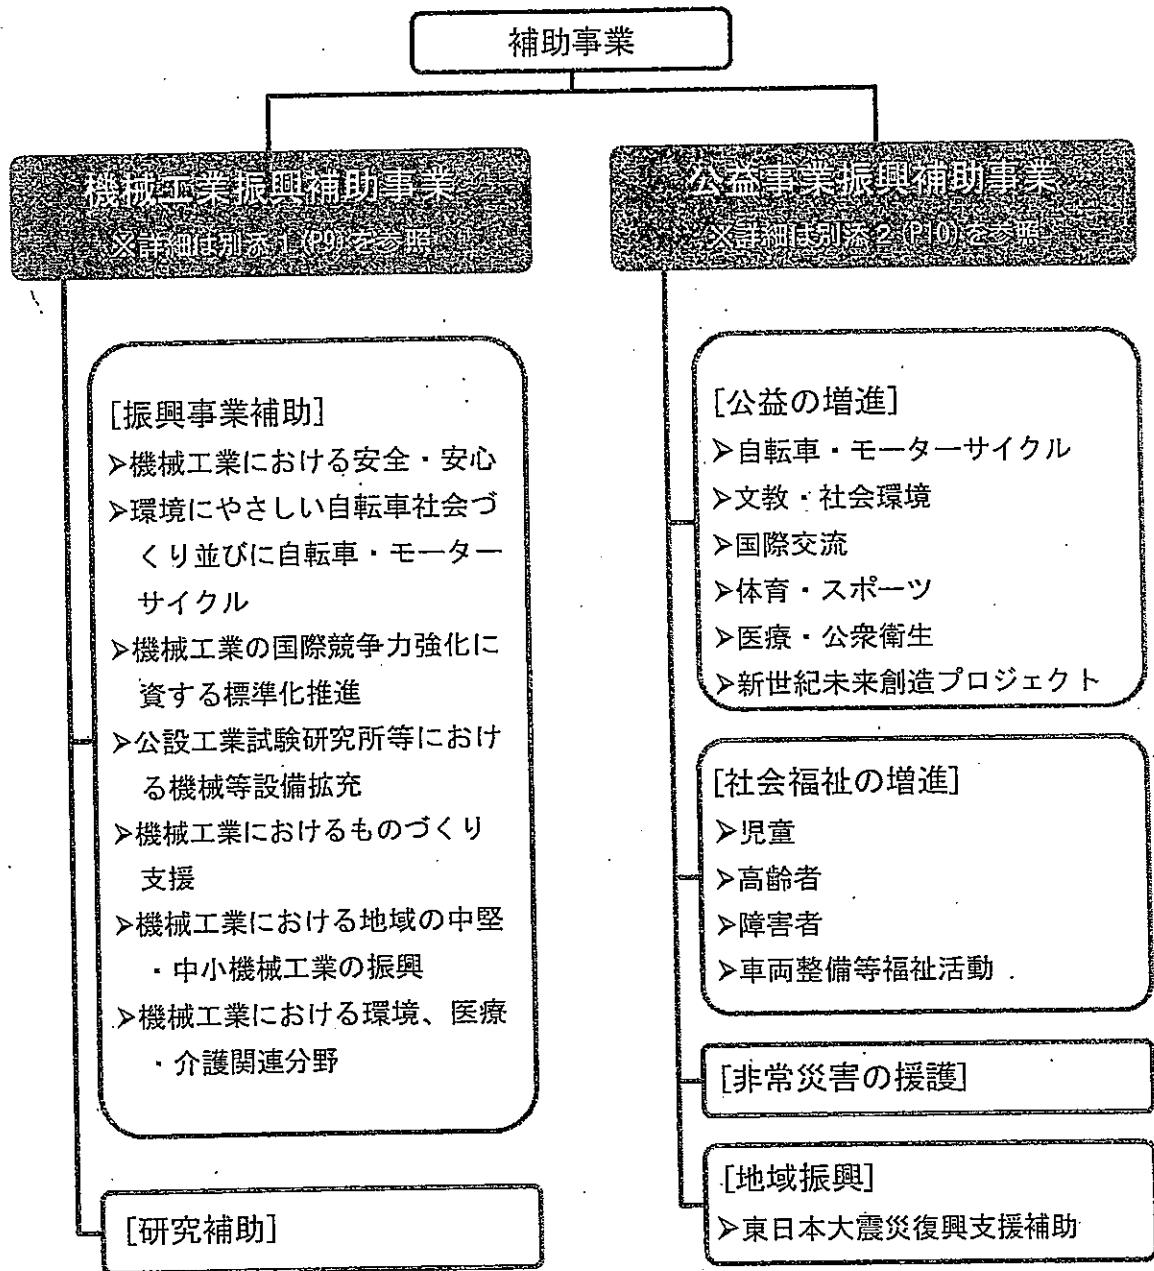 補助事業
機械工業振興補助事業
※詳細は別添1(P9)を参照
[振興事業補助]
➢機械工業における安全・安心
➢環境にやさしい自転車社会づ
くり並びに自転車・モーター
サイクル
➢機械工業の国際競争力強化に
資する標準化推進
➢公設工業試験研究所等におけ
る機械等設備拡充
➢機械工業におけるものづくり
支援
➢機械工業における地域の中堅
・中小機械工業の振興
➢機械工業における環境、医療
・介護関連分野
[研究補助]
公益事業振興補助事業
※詳細は別添2(P10)を参照
[公益の増進]
➢自転車・モーターサイクル
➢文教・社会環境
➢国際交流
➢体育・スポーツ
➢医療・公衆衛生
➢新世紀未来創造プロジェクト
[社会福祉の増進]
➢児童
➢高齢者
➢障害者
➢車両整備等福祉活動
[非常災害の援護]
[地域振興]
➢東日本大震災復興支援補助